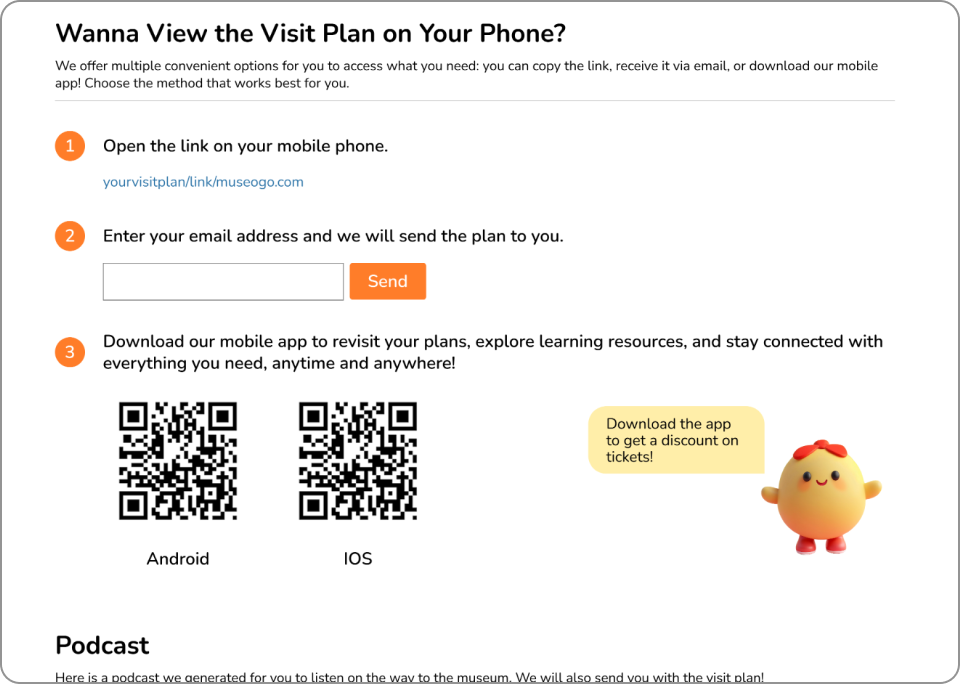 Wanna View the Visit Plan on Your Phone?
We offer multiple convenient options for you to access what you need: you can copy the link, receive it via email, or download our mobile
app! Choose the method that works best for you.
1
Open the link on your mobile phone.
yourvisitplan/link/museogo.com
2
Enter your email address and we will send the plan to you.
Send
3
Download our mobile app to revisit your plans, explore learning resources, and stay connected with
everything you need, anytime and anywhere!
Download the app
to get a discount on
tickets!
Android
IOS
Podcast
Here is a podcast we generated for you to listen on the way to the museum. We will also send you with the visit plan!